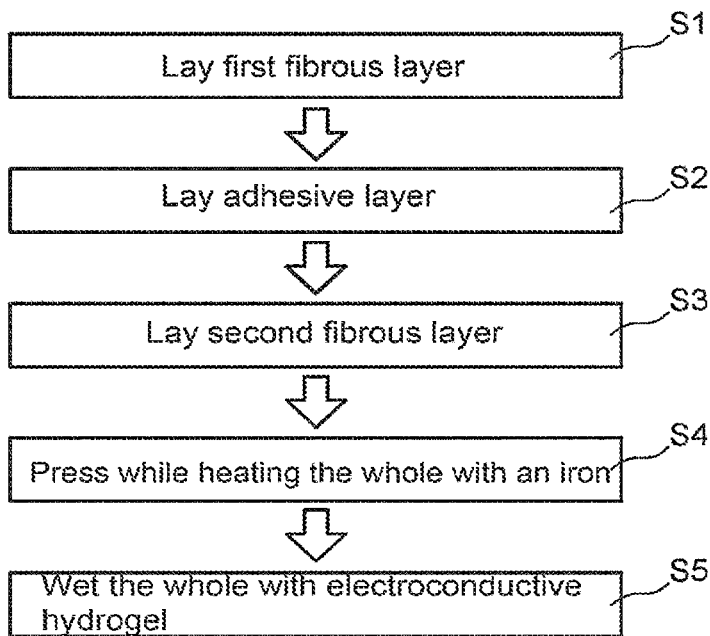 S1
Lay first fibrous layer
S2
Lay adhesive layer
S3
Lay second fibrous layer
S4
Press while heating the whole with an iron
S5
Wet the whole with electroconductive
hydrogel